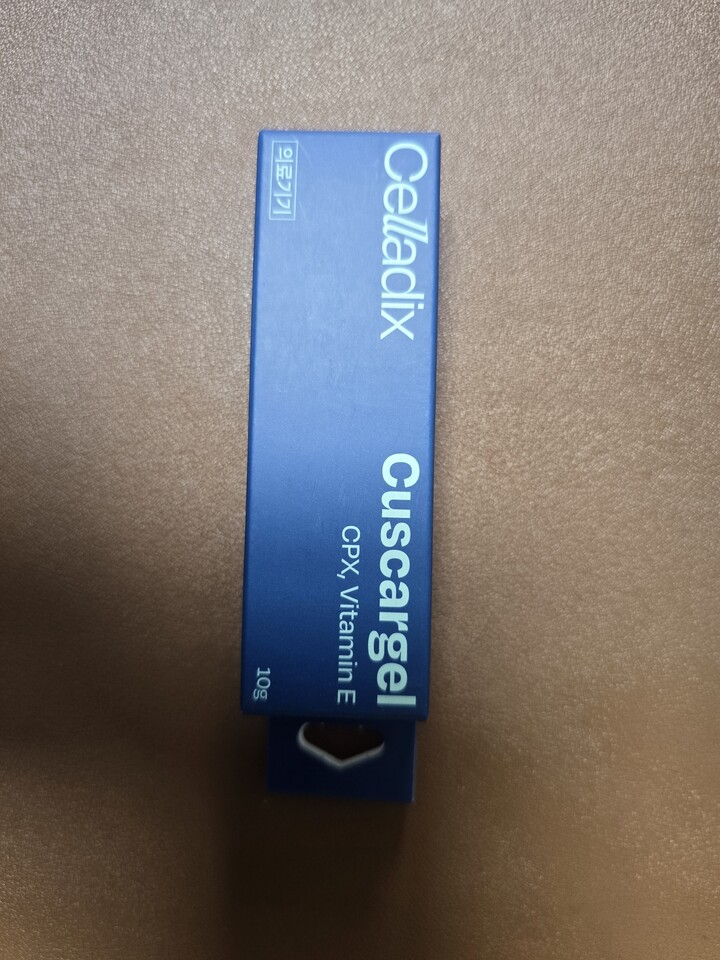 Celladix
Cuscargel
CPX, Vitamin E
의료기기
10g